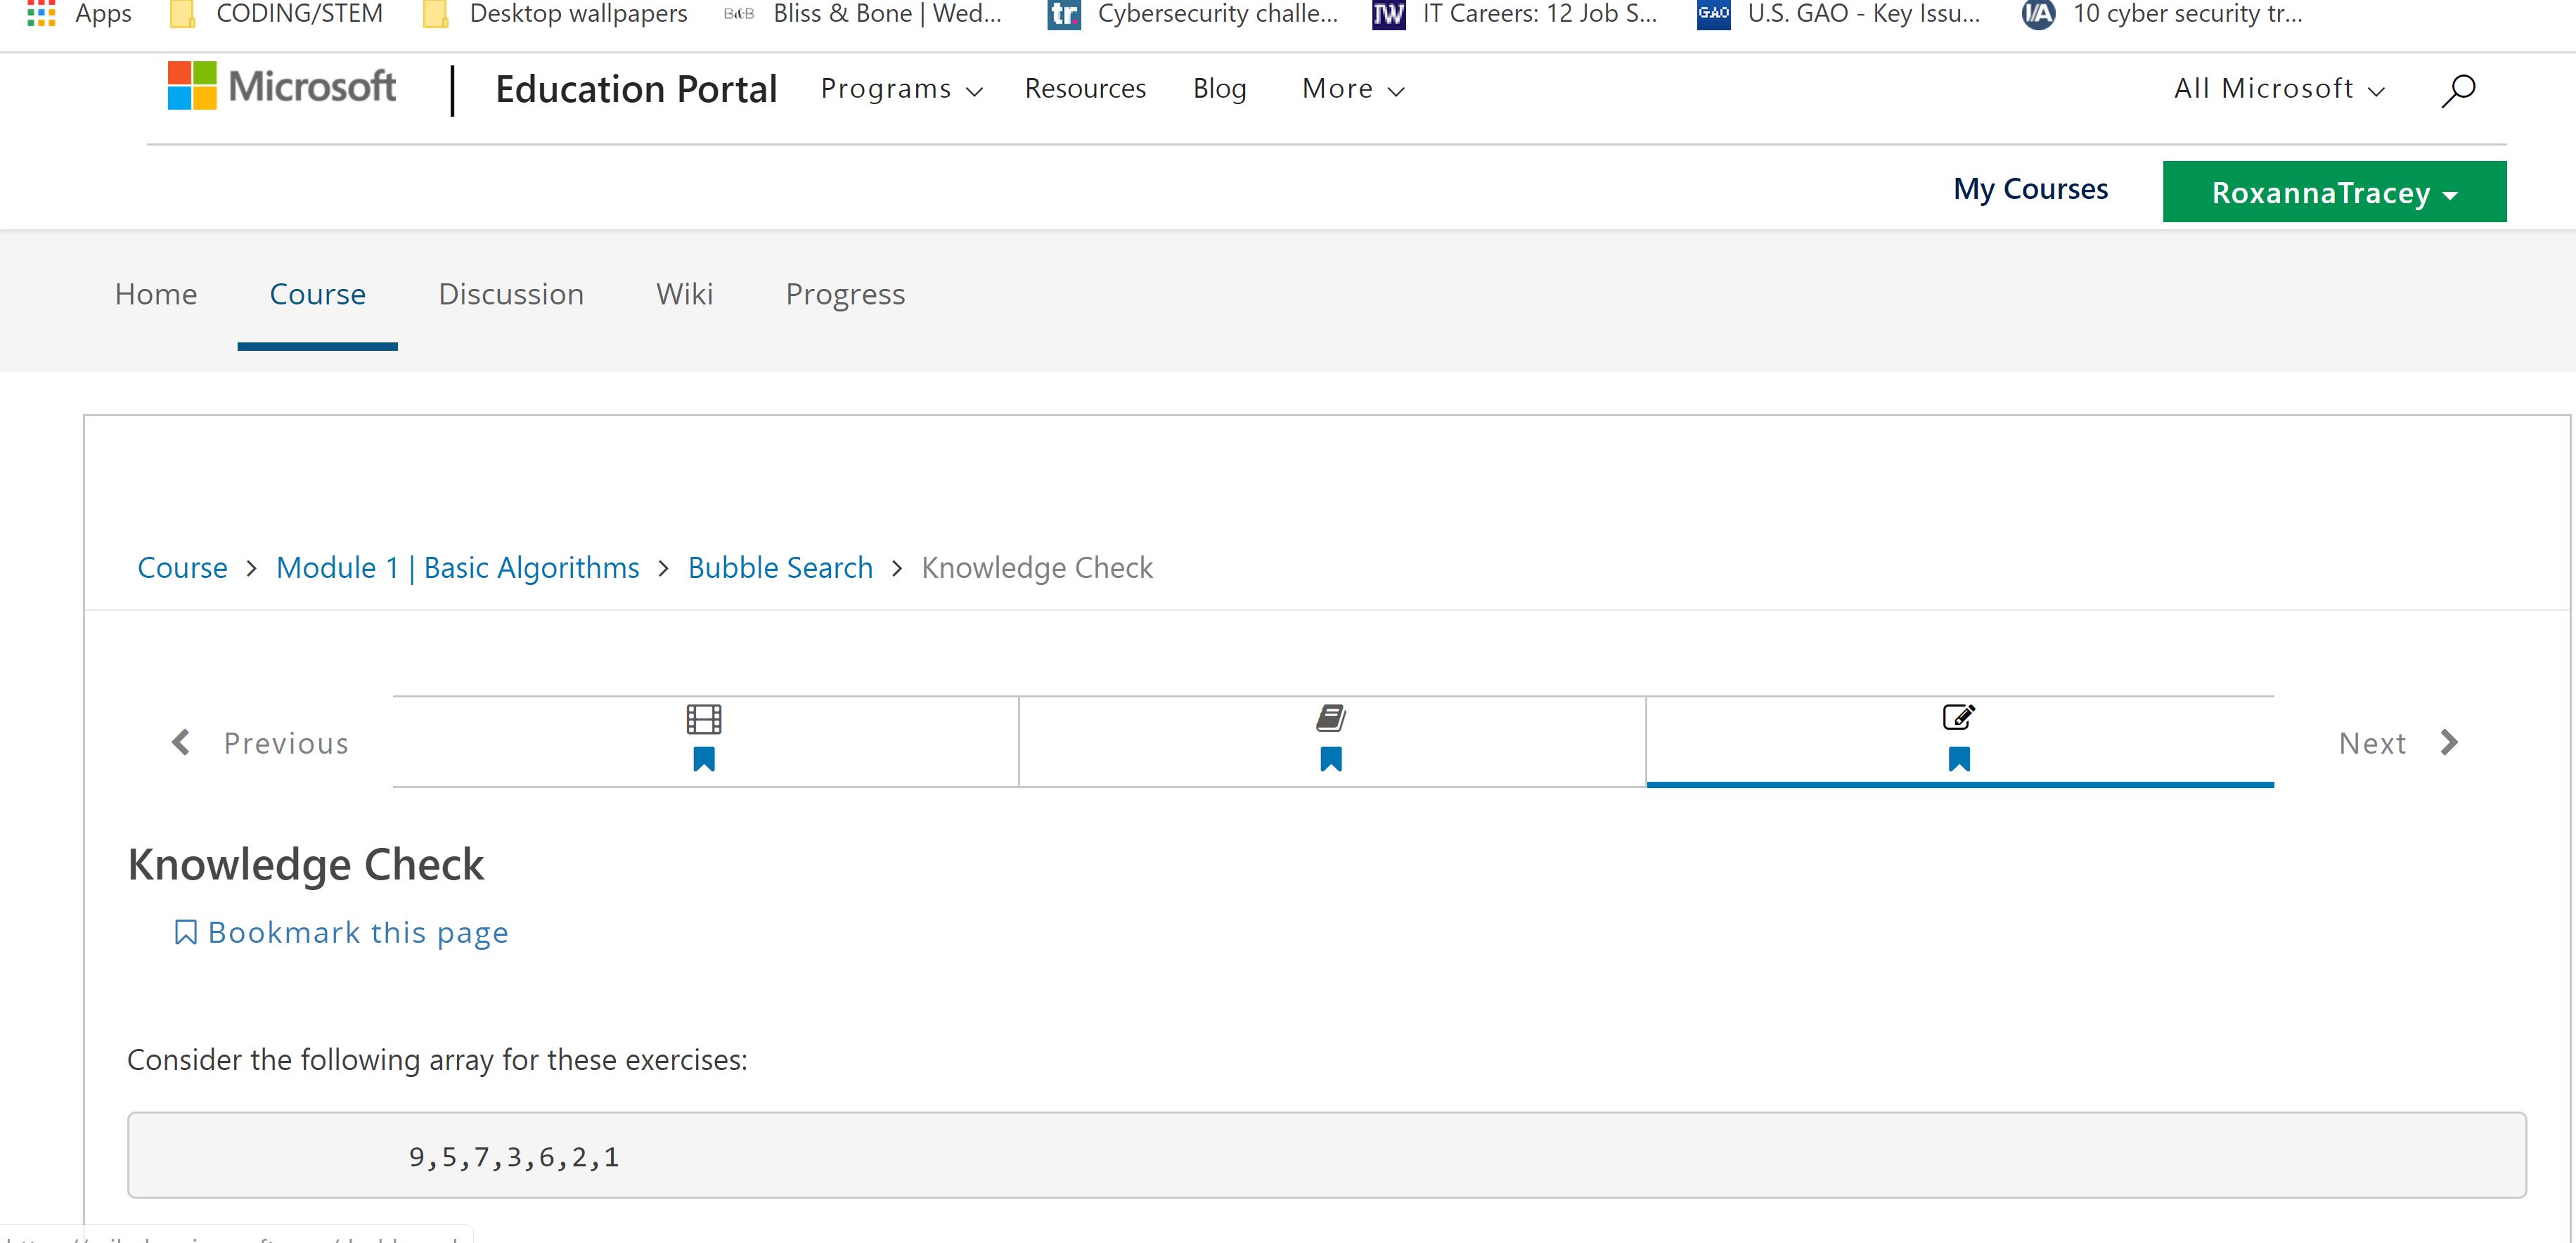 Apps CODING/STEM Desktop wallpapers B&B Bliss & Bone | Wed... tr. Cybersecurity challe... IW IT Careers: 12 Job S... GAO U.S. GAO - Key Issu... I/A 10 cyber security tr...
Microsoft | Education Portal Programs Resources Blog More All Microsoft
My Courses RoxannaTracey
Home Course Discussion Wiki Progress
Course > Module 1 | Basic Algorithms > Bubble Search > Knowledge Check
Previous Next
Knowledge Check
Bookmark this page
Consider the following array for these exercises:
9,5,7,3,6,2,1